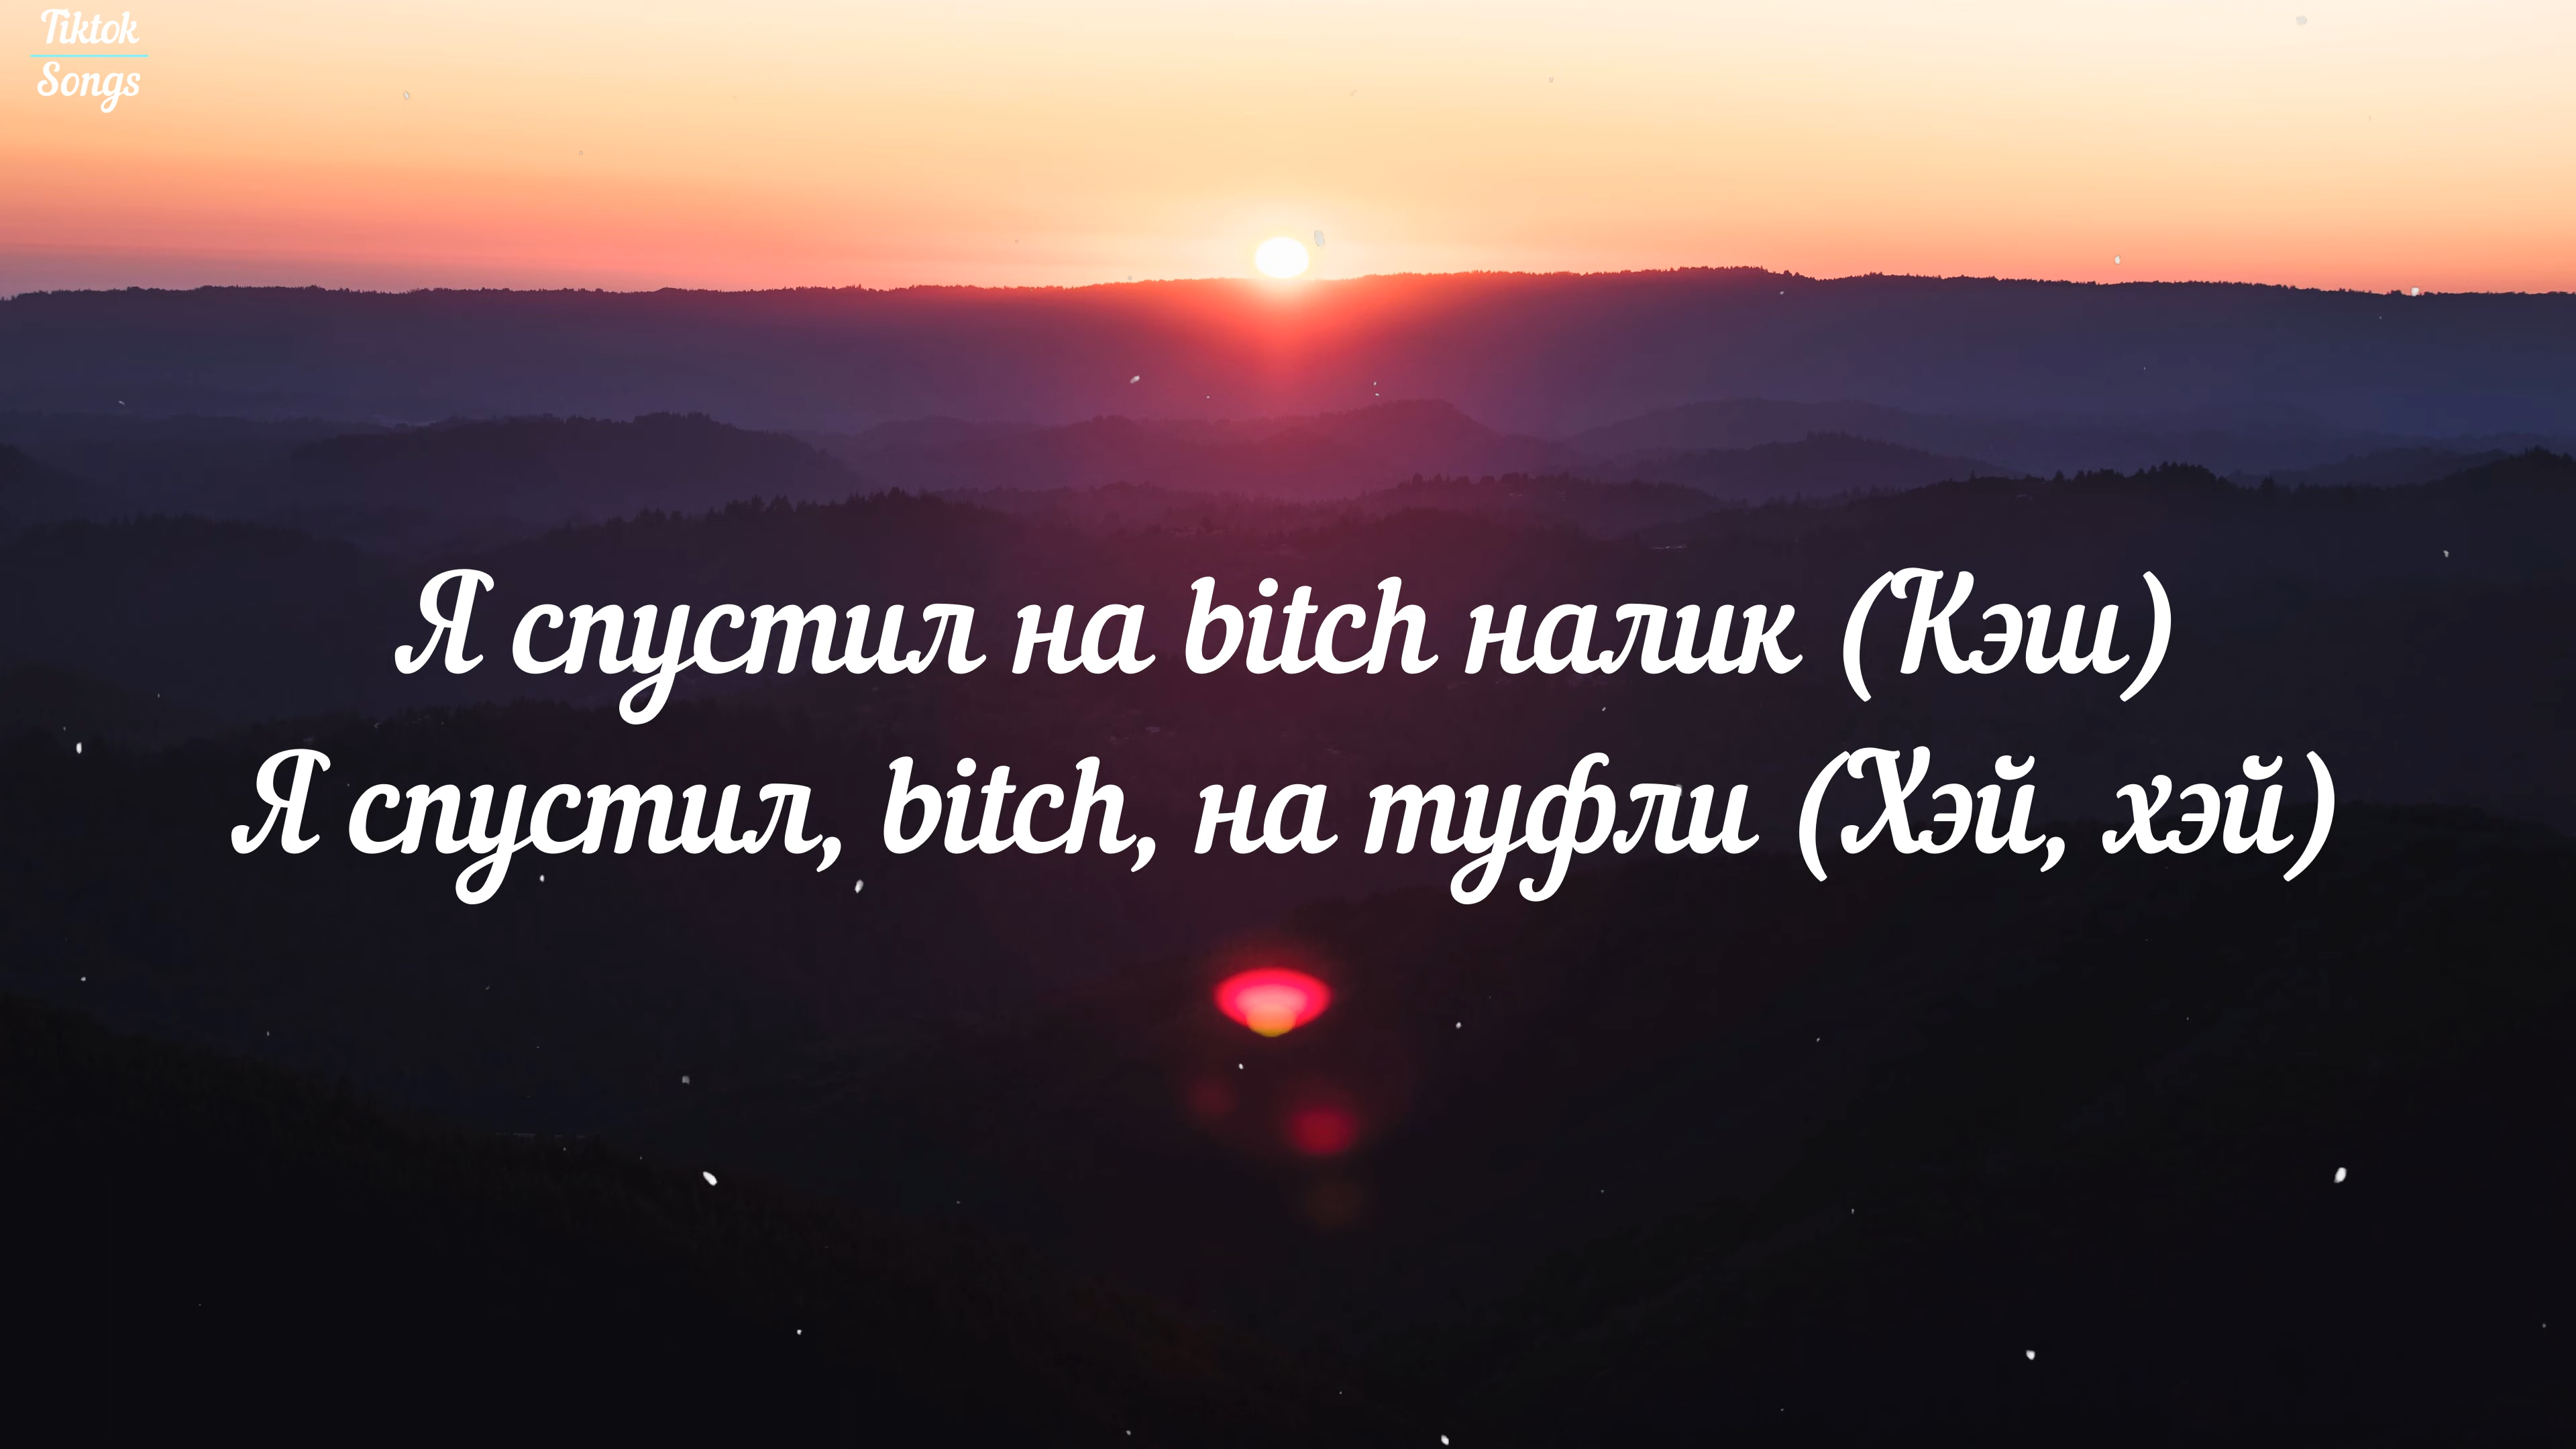 Tiktok
Songs
Я спустил на bitch налик (Кэш)
Я спустил, bitch, на туфли (Хэй, хэй)